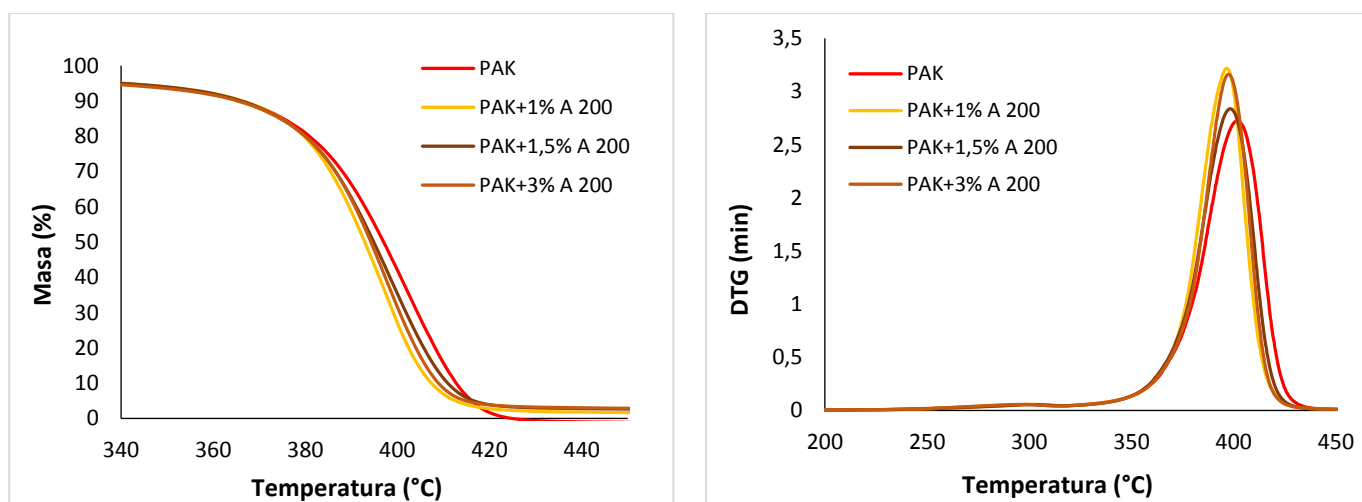 100
90
80
70
60
50
40
30
20
10
0
340 360 380 400 420 440
Masa (%)
Temperatura (°C)
PAK
PAK+1% A 200
PAK+1,5% A 200
PAK+3% A 200
3,5
3
2,5
2
1,5
1
0,5
0
200 250 300 350 400 450
DTG (min)
Temperatura (°C)
PAK
PAK+1% A 200
PAK+1,5% A 200
PAK+3% A 200